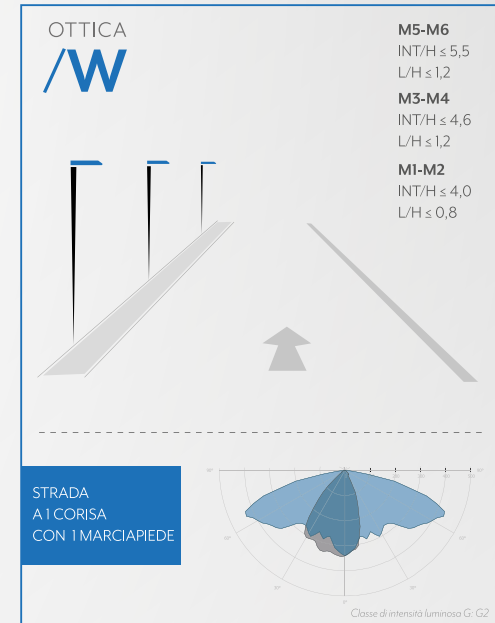 OTTICA
/W
M5-M6
INT/H ≤ 5,5
L/H ≤ 1,2
M3-M4
INT/H ≤ 4,6
L/H ≤ 1,2
M1-M2
INT/H ≤ 4,0
L/H ≤ 0,8
STRADA
A 1 CORISA
CON 1 MARCIAPIEDE
Classe di intensità luminosa G: G2